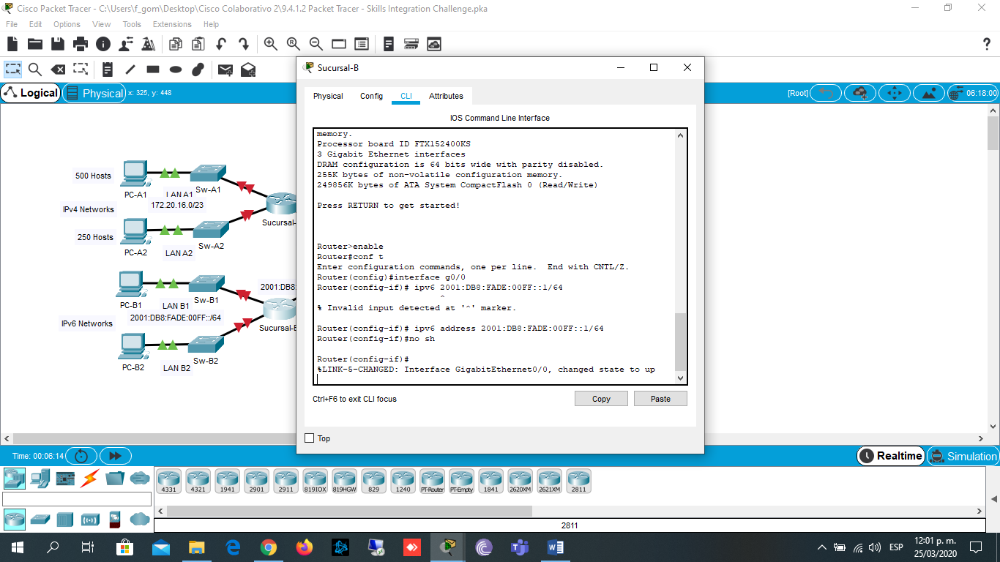 Cisco Packet Tracer - C:\Users\f_gom\Desktop\Cisco Colaborativo 2\9.4.1.2 Packet Tracer - Skills Integration Challenge.pka
File Edit Options View Tools Extensions Help
?
Logical
Physical
x: 325, y: 448
[Root]
06:18:00
500 Hosts
PC-A1
LAN A1
Sw-A1
172.20.16.0/23
IPv4 Networks
Sucursal-
250 Hosts
PC-A2
LAN A2
Sw-A2
2001:DB8:
PC-B1
LAN B1
Sw-B1
2001:DB8:FADE:00FF::/64
IPv6 Networks
Sucursal-B
PC-B2
LAN B2
Sw-B2
Sucursal-B
Physical Config CLI Attributes
IOS Command Line Interface
memory.
Processor board ID FTX152400KS
3 Gigabit Ethernet interfaces
DRAM configuration is 64 bits wide with parity disabled.
255K bytes of non-volatile configuration memory.
249856K bytes of ATA System CompactFlash 0 (Read/Write)
Press RETURN to get started!
Router>enable
Router#conf t
Enter configuration commands, one per line.  End with CNTL/Z.
Router(config)#interface g0/0
Router(config-if)# ipv6 2001:DB8:FADE:00FF::1/64
^
% Invalid input detected at '^' marker.
Router(config-if)# ipv6 address 2001:DB8:FADE:00FF::1/64
Router(config-if)#no sh
Router(config-if)#
%LINK-5-CHANGED: Interface GigabitEthernet0/0, changed state to up
Ctrl+F6 to exit CLI focus
Copy
Paste
Top
Time: 00:06:14
Realtime
Simulation
4331 4321 1941 2901 2911 819IOX 819HGW 829 1240 PT-Router PT-Empty 1841 2620XM 2621XM 2811
2811
ESP
12:01 p. m.
25/03/2020